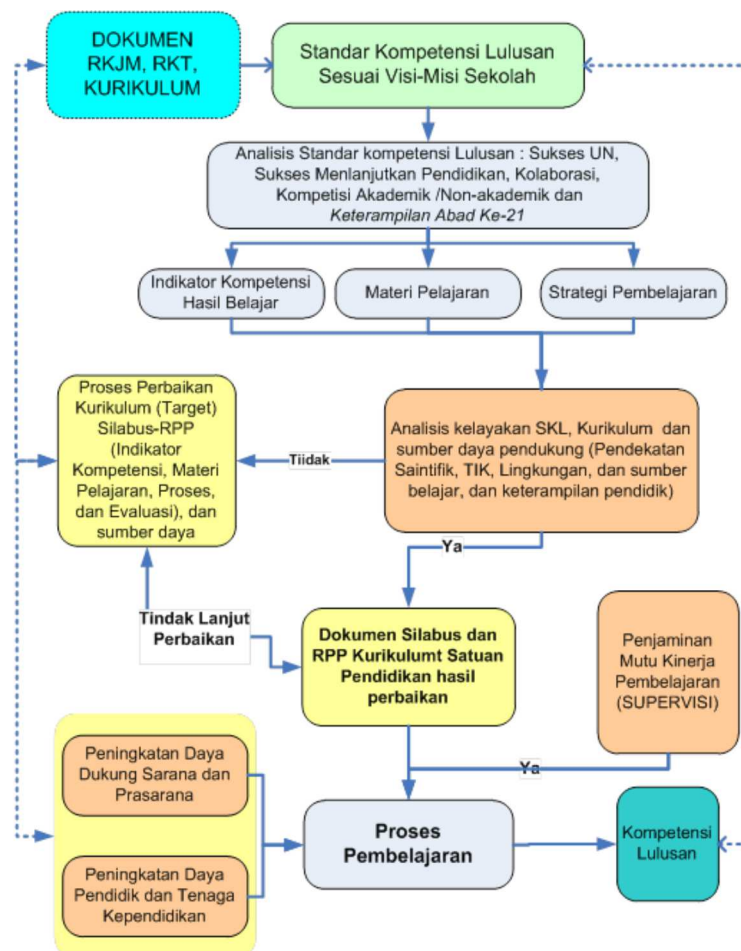 DOKUMEN
RKJM, RKT,
KURIKULUM
Standar Kompetensi Lulusan
Sesuai Visi-Misi Sekolah
Analisis Standar kompetensi Lulusan : Sukses UN,
Sukses Menlanjutkan Pendidikan, Kolaborasi,
Kompetisi Akademik /Non-akademik dan
Keterampilan Abad Ke-21
Indikator Kompetensi
Hasil Belajar
Materi Pelajaran
Strategi Pembelajaran
Proses Perbaikan
Kurikulum (Target)
Silabus-RPP
(Indikator
Kompetensi, Materi
Pelajaran, Proses,
dan Evaluasi), dan
sumber daya
Tiidak
Analisis kelayakan SKL, Kurikulum dan
sumber daya pendukung (Pendekatan
Saintifik, TIK, Lingkungan, dan sumber
belajar, dan keterampilan pendidik)
Ya
Tindak Lanjut
Perbaikan
Dokumen Silabus dan
RPP Kurikulumt Satuan
Pendidikan hasil
perbaikan
Penjaminan
Mutu Kinerja
Pembelajaran
(SUPERVISI)
Ya
Peningkatan Daya
Dukung Sarana dan
Prasarana
Peningkatan Daya
Pendidik dan Tenaga
Kependidikan
Proses
Pembelajaran
Kompetensi
Lulusan